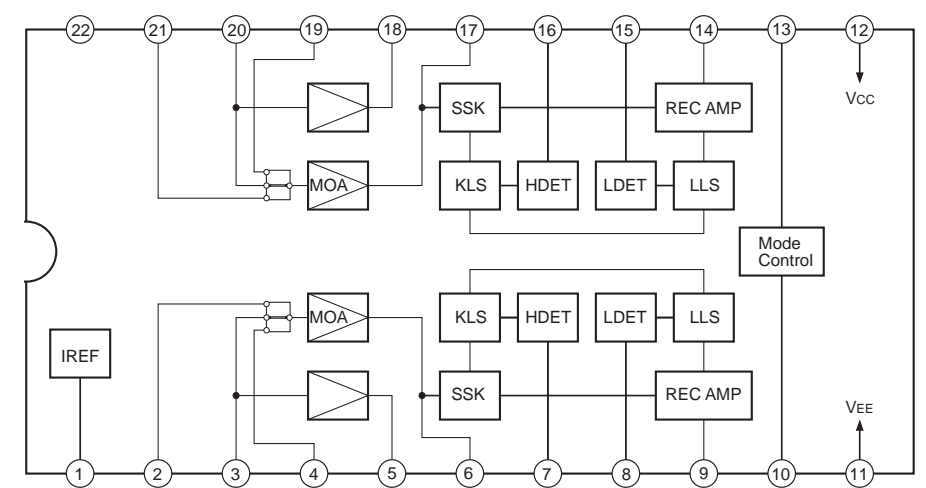 22 21 20 19 18 17 16 15 14 13 12
VCC
SSK REC AMP
MOA KLS HDET LDET LLS
Mode
Control
MOA KLS HDET LDET LLS
IREF
SSK REC AMP
VEE
1 2 3 4 5 6 7 8 9 10 11